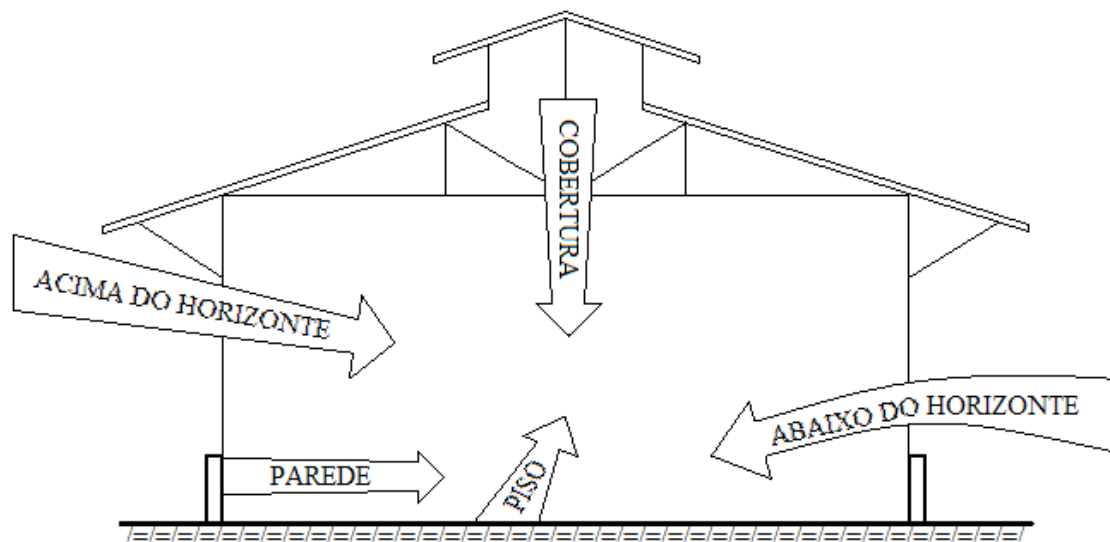 COBERTURA
ACIMA DO HORIZONTE
ABAIXO DO HORIZONTE
PAREDE
PISO